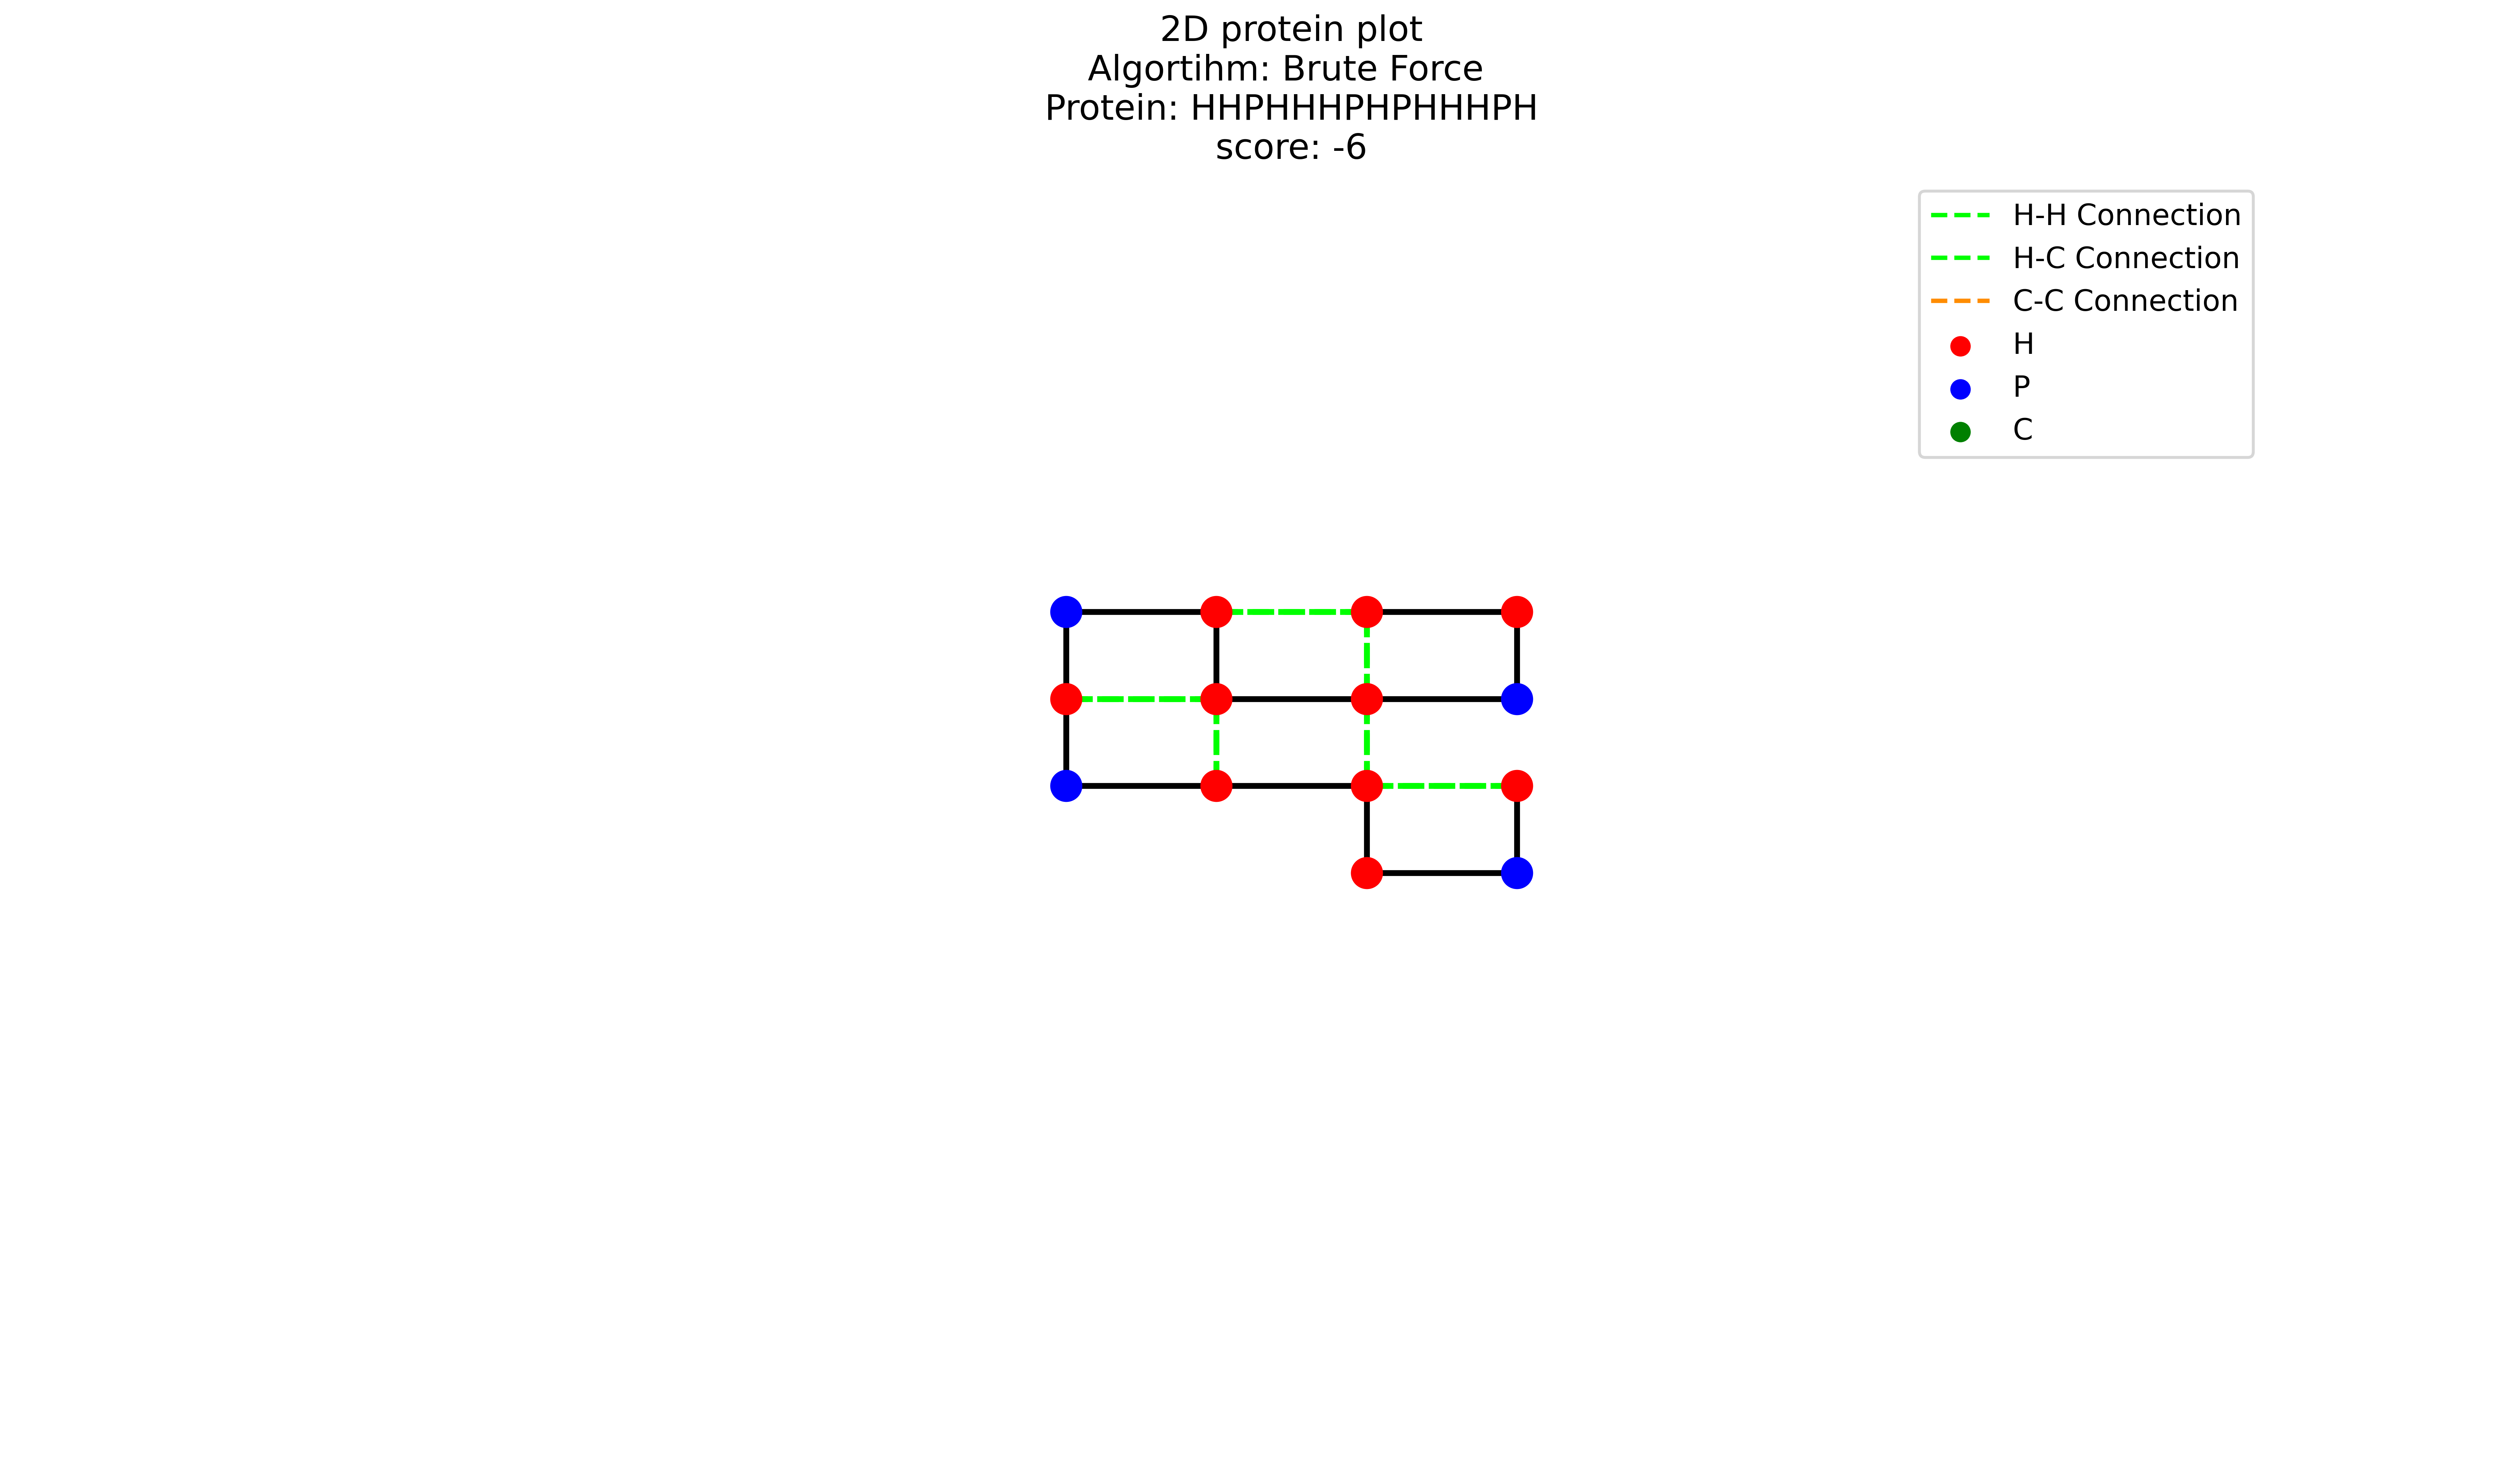 2D protein plot
Algortihm: Brute Force
Protein: HHPHHHPHPHHHPH
score: -6
H-H Connection
H-C Connection
C-C Connection
H
P
C